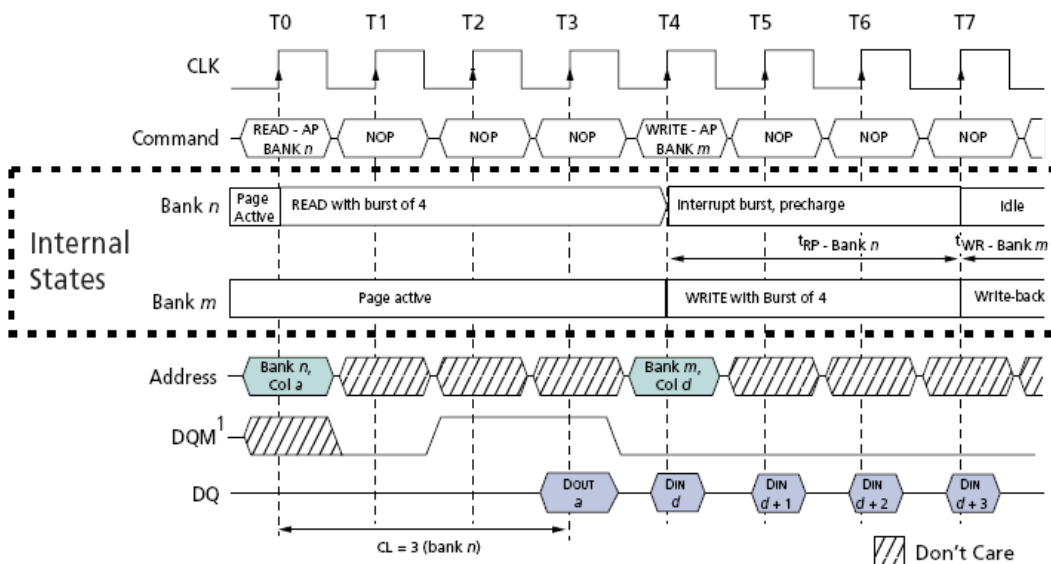 T0 T1 T2 T3 T4 T5 T6 T7
CLK
Command READ - AP BANK n NOP NOP NOP WRITE - AP BANK m NOP NOP NOP
Internal States
Bank n Page Active READ with burst of 4 Interrupt burst, precharge Idle
tRP - Bank n tWR - Bank m
Bank m Page active WRITE with Burst of 4 Write-back
Address Bank n, Col a Bank m, Col d
DQM1
DQ DOUT a DIN d DIN d + 1 DIN d + 2 DIN d + 3
CL = 3 (bank n)
Don't Care